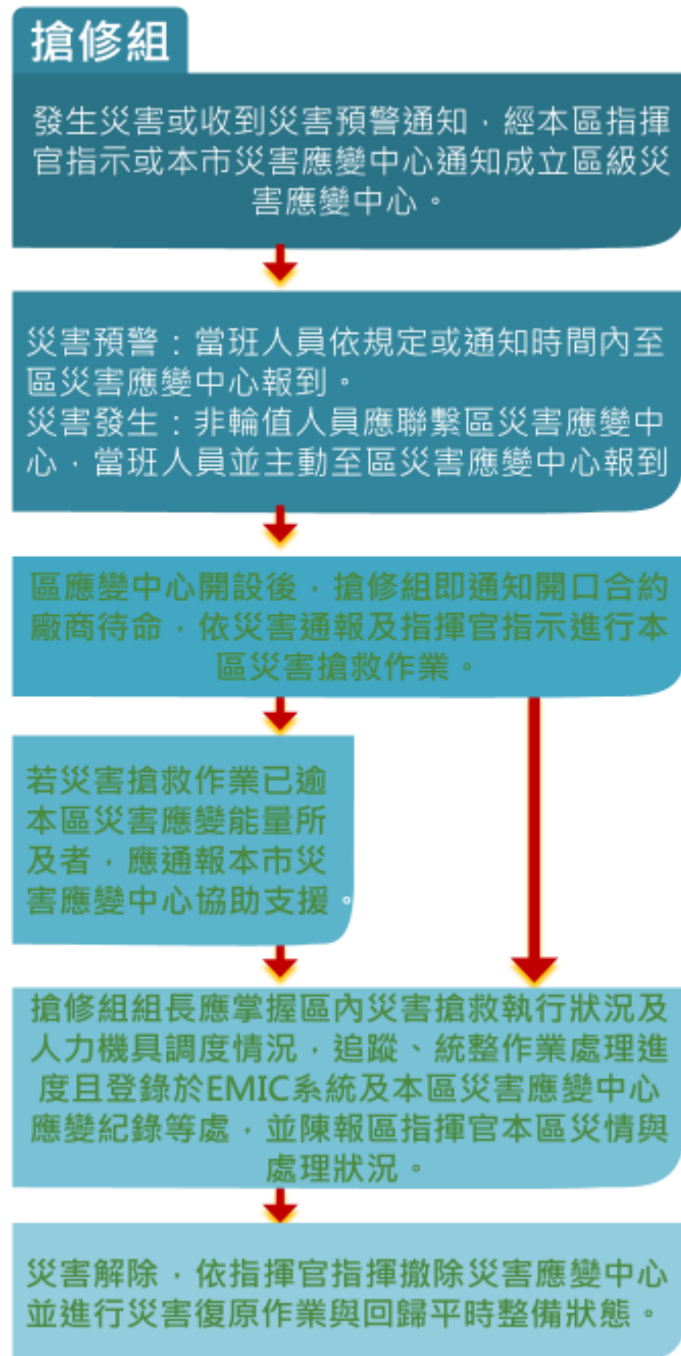 搶修組
發生災害或收到災害預警通知，經本區指揮
官指示或本市災害應變中心通知成立區級災
害應變中心。
災害預警：當班人員依規定或通知時間內至
區災害應變中心報到。
災害發生：非輪值人員應聯繫區災害應變中
心，當班人員並主動至區災害應變中心報到
區應變中心開設後，搶修組即通知開口合約
廠商待命，依災害通報及指揮官指示進行本
區災害搶救作業。
若災害搶救作業已逾
本區災害應變能量所
及者，應通報本市災
害應變中心協助支援。
搶修組組長應掌握區內災害搶救執行狀況及
人力機具調度情況，追蹤、統整作業處理進
度且登錄於EMIC系統及本區災害應變中心
應變紀錄等處，並陳報區指揮官本區災情與
處理狀況。
災害解除，依指揮官指揮撤除災害應變中心
並進行災害復原作業與回歸平時整備狀態。